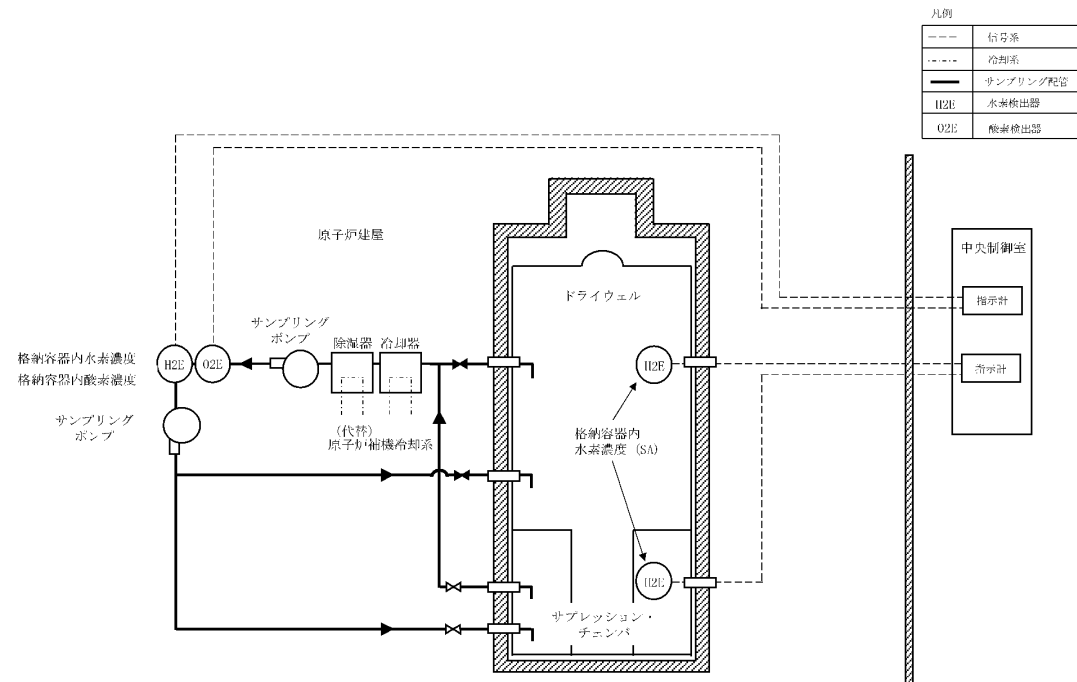 凡例
信号系
冷却系
サンプリング配管
H2E 水素検出器
O2E 酸素検出器
原子炉建屋
中央制御室
ドライウェル
指示計
サンプリング
ポンプ
除湿器 冷却器
格納容器内水素濃度
格納容器内酸素濃度
H2E O2E
H2E
指示計
サンプリング
ポンプ
(代替)
原子炉補機冷却系
格納容器内
水素濃度 (SA)
H2E
サプレッション・
チェンバ